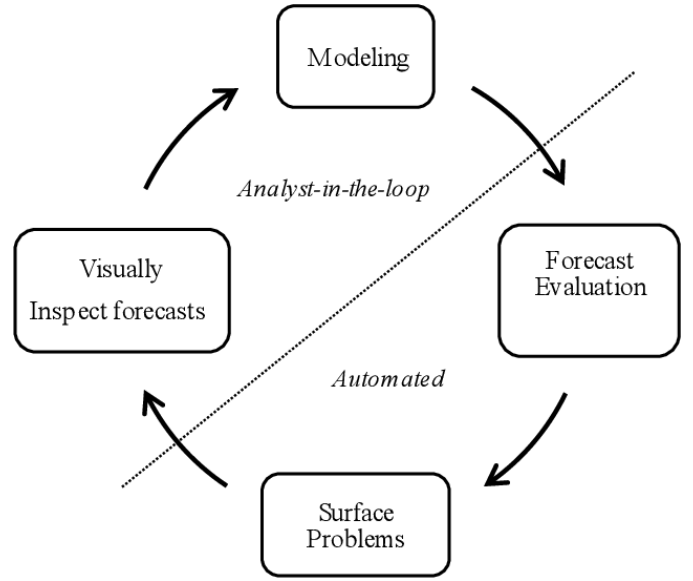 Modeling
Analyst-in-the-loop
Visually
Inspect forecasts
Forecast
Evaluation
Automated
Surface
Problems